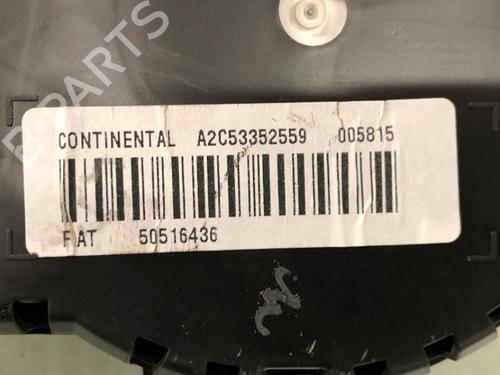 B-PARTS
CONTINENTAL A2C53352559 005815
FIAT 50516436